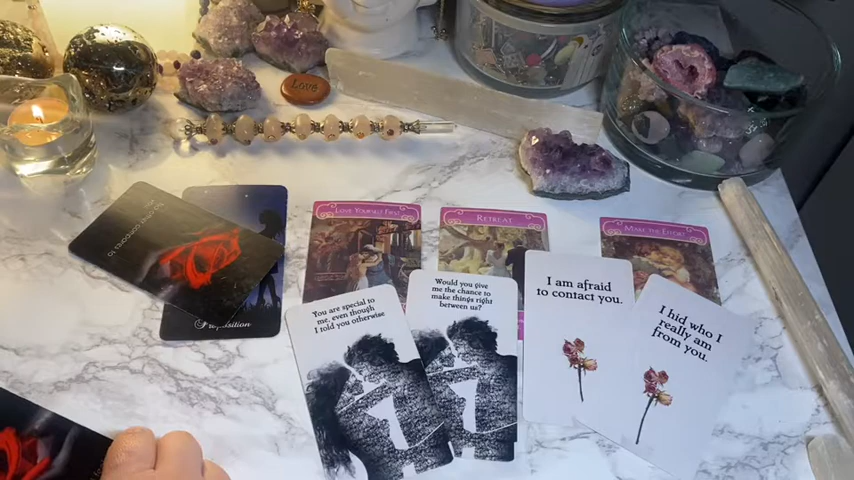 Love
Love Yourself First
Retreat
Make the Effort
You are special to
me, even though
I told you otherwise
Would you give
me the chance to
make things right
between us?
I am afraid
to contact you.
I hid who I
really am
from you.